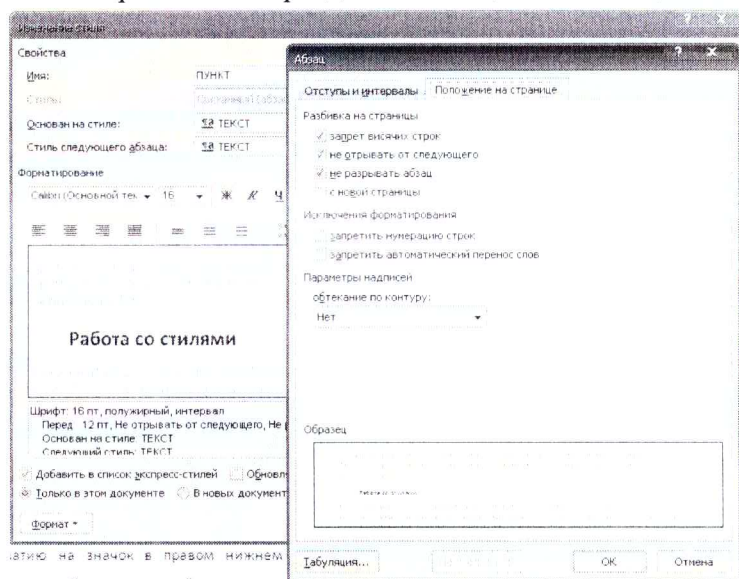 Изменение стиля
Свойства
Имя: ПУНКТ
Стиль:
Основан на стиле: ТЕКСТ
Стиль следующего абзаца: ТЕКСТ
Форматирование
16 Ж К Ч
Работа со стилями
Шрифт: 16 пт, полужирный, интервал
Перед: 12 пт, Не отрывать от следующего, Не
Основан на стиле: ТЕКСТ
Следующий стиль: ТЕКСТ
Добавить в список экспресс-стилей Обновл
Только в этом документе В новых документ
Формат
Абзац
? X
Отступы и интервалы Положение на странице
Разбивка на страницы
запрет висячих строк
не отрывать от следующего
не разрывать абзац
с новой страницы
Исключения форматирования
запретить нумерацию строк
запретить автоматический перенос слов
Параметры надписей
обтекание по контуру:
Нет
Образец
Табуляция... ОК Отмена
атию на значок в правом нижнем